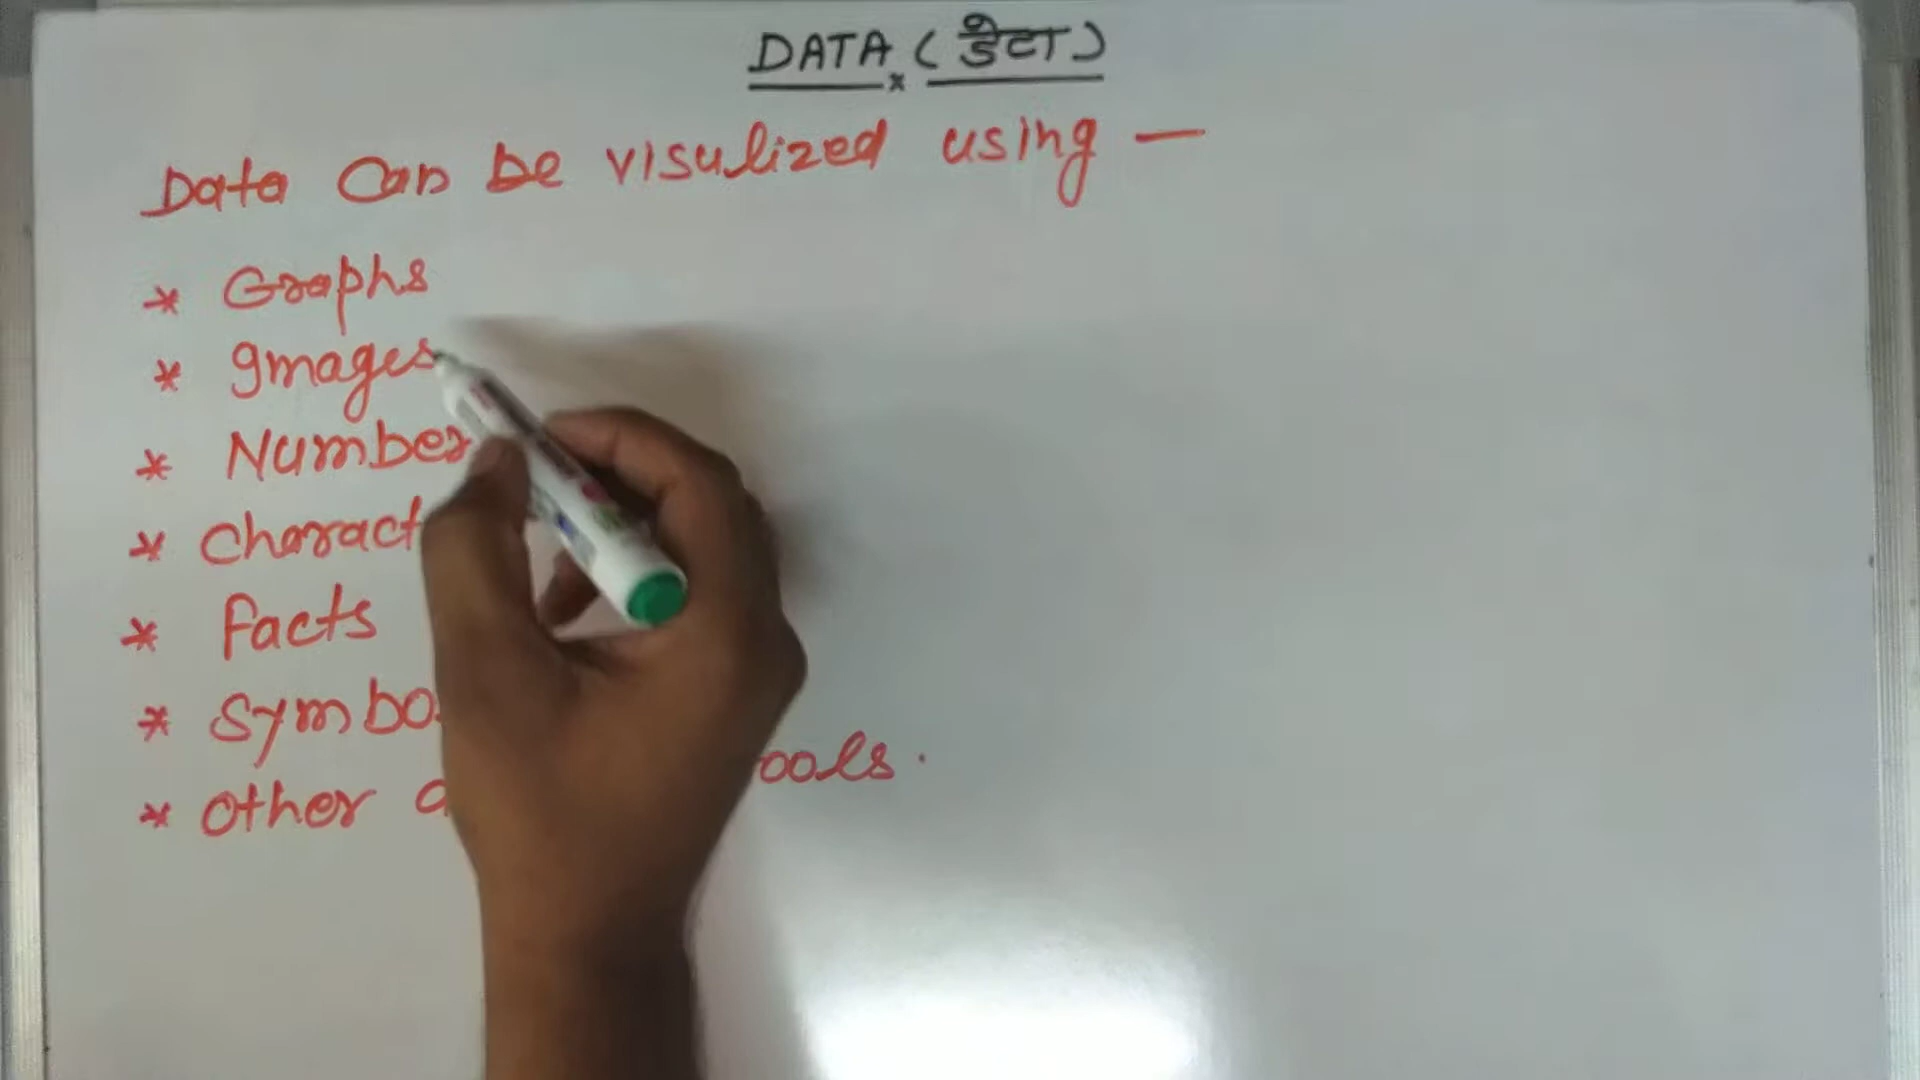 DATA (डेटा)
Data Can be visulized using —
* Graphs
* Images
* Number
* Charact
* Facts
* Symbo
* Other